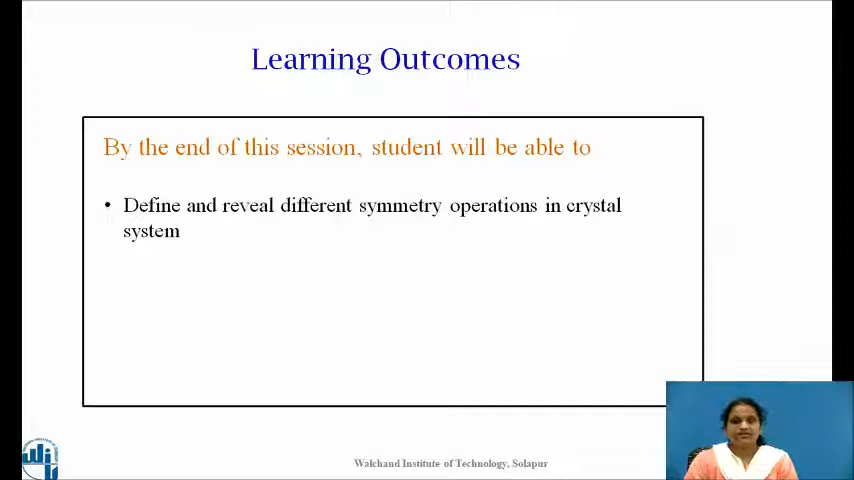 Learning Outcomes
By the end of this session, student will be able to
• Define and reveal different symmetry operations in crystal
system
Walchand Institute of Technology, Solapur